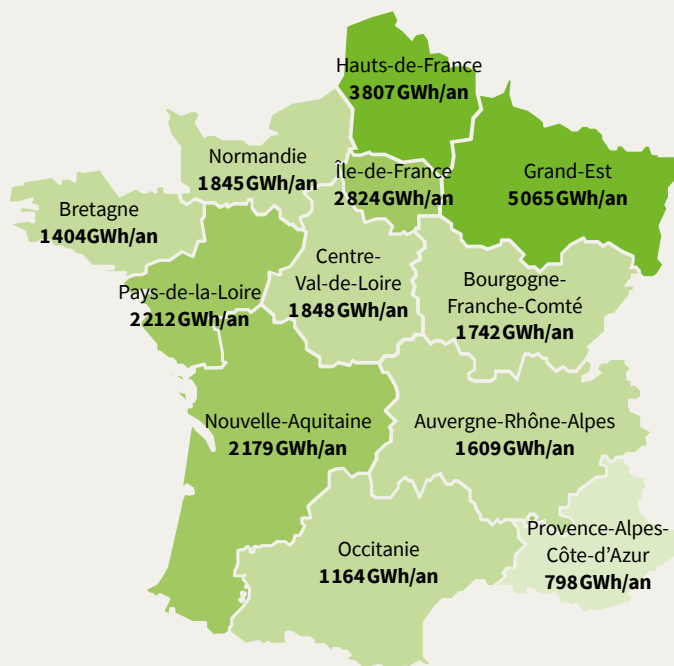 Hauts-de-France
3807 GWh/an
Normandie
1845 GWh/an
Île-de-France
2824 GWh/an
Grand-Est
5065 GWh/an
Bretagne
1404 GWh/an
Pays-de-la-Loire
2212 GWh/an
Centre-
Val-de-Loire
1848 GWh/an
Bourgogne-
Franche-Comté
1742 GWh/an
Nouvelle-Aquitaine
2179 GWh/an
Auvergne-Rhône-Alpes
1609 GWh/an
Occitanie
1164 GWh/an
Provence-Alpes-
Côte-d’Azur
798 GWh/an